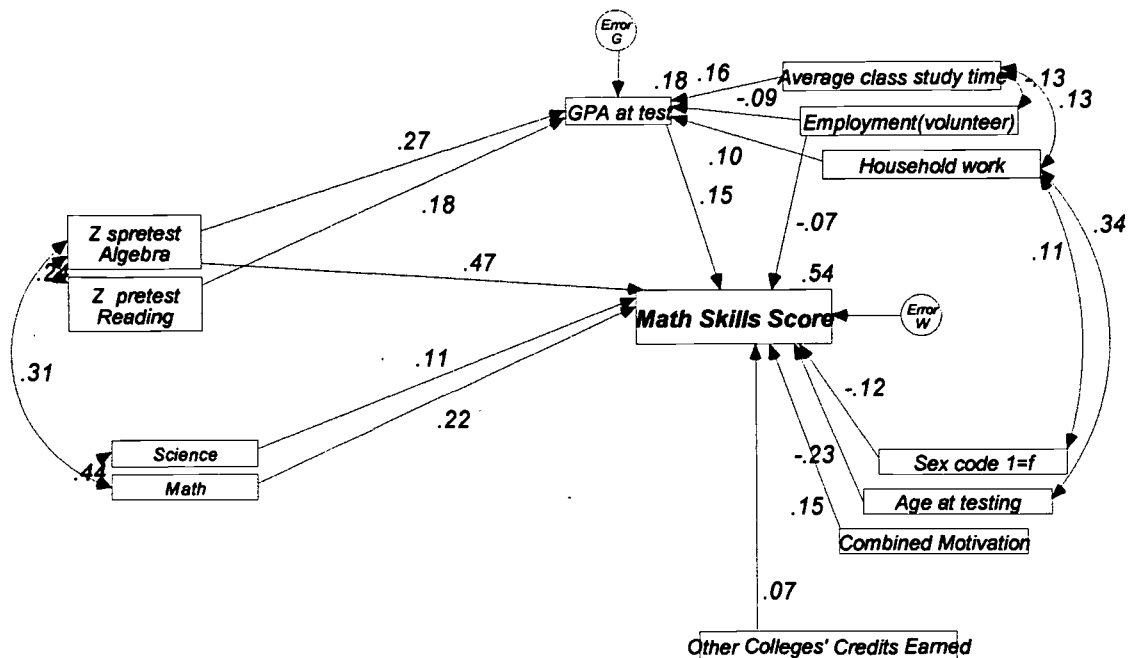 Error
G
.18
.16
Average class study time
-.13
.13
-.09
GPA at test
Employment(volunteer)
.27
.10
Household work
.18
.15
-.07
.34
.11
Z spretest
Algebra
.47
.54
Z pretest
Reading
Math Skills Score
Error
W
.31
.11
.22
-.12
Science
-.23
Sex code 1=f
.44
Math
.15
Age at testing
Combined Motivation
.07
Other Colleges' Credits Earned